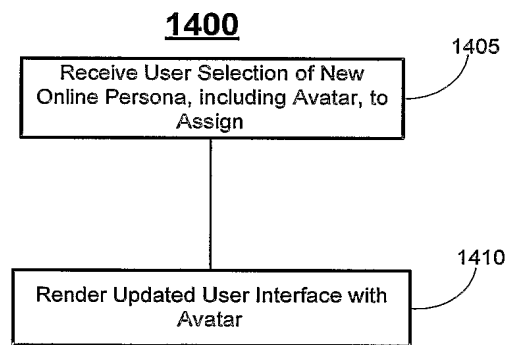 1400
1405
Receive User Selection of New
Online Persona, including Avatar, to
Assign
1410
Render Updated User Interface with
Avatar